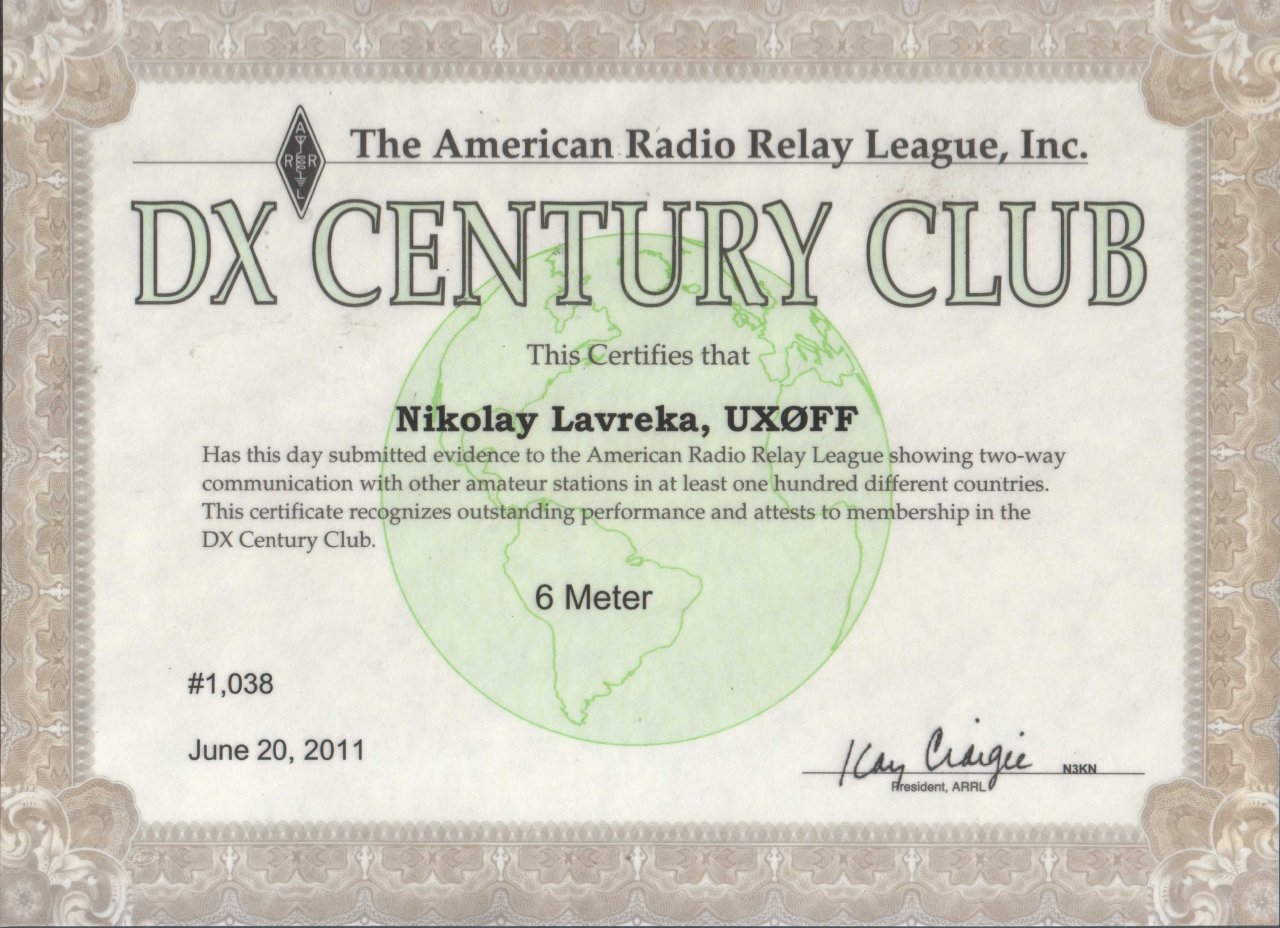 A
R R
L
The American Radio Relay League, Inc.
DX CENTURY CLUB
This Certifies that
Nikolay Lavreka, UXØFF
Has this day submitted evidence to the American Radio Relay League showing two-way
communication with other amateur stations in at least one hundred different countries.
This certificate recognizes outstanding performance and attests to membership in the
DX Century Club.
6 Meter
#1,038
June 20, 2011
Kay Craigie N3KN
President, ARRL